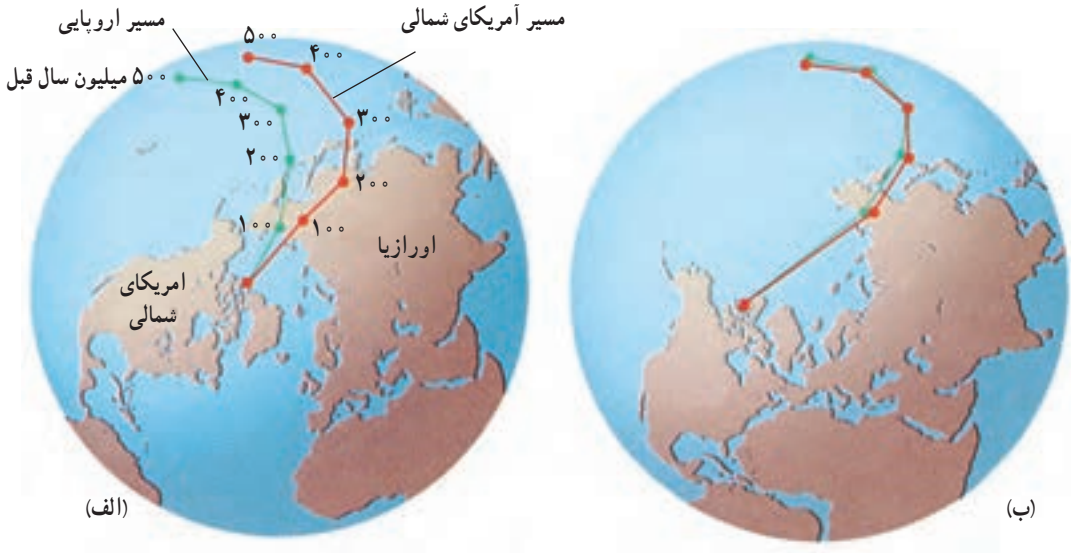 مسیر آمریکای شمالی
مسیر اروپایی
۵۰۰
۴۰۰
۵۰۰ میلیون سال قبل
۴۰۰
۳۰۰
۳۰۰
۲۰۰
۲۰۰
۱۰۰
۱۰۰
اورازیا
امریکای
شمالی
(الف)
(ب)